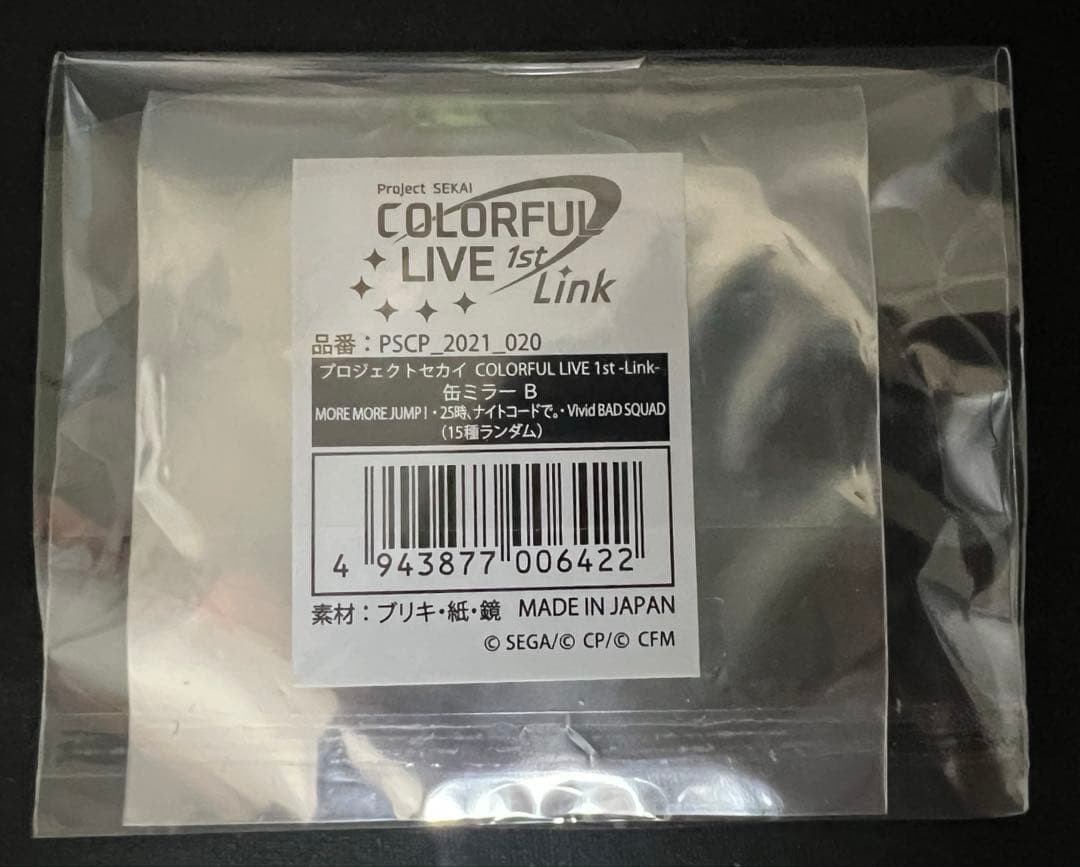 Project SEKAI
COLORFUL
LIVE 1st
Link
品番：PSCP_2021_020
プロジェクトセカイ COLORFUL LIVE 1st -Link-
缶ミラー B
MORE MORE JUMP！・25時、ナイトコードで。・Vivid BAD SQUAD
（15種ランダム）
4 943877 006422
素材：ブリキ・紙・鏡 MADE IN JAPAN
© SEGA/© CP/© CFM